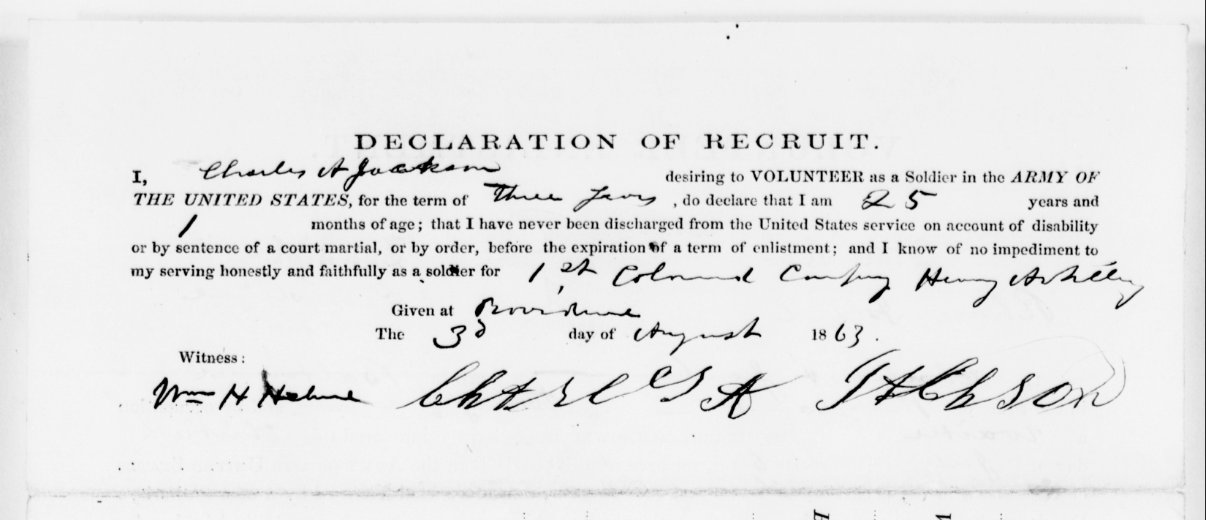 DECLARATION OF RECRUIT.
I, Charles A Jackson desiring to VOLUNTEER as a Soldier in the ARMY OF
THE UNITED STATES, for the term of Three Years, do declare that I am 25 years and
1 months of age; that I have never been discharged from the United States service on account of disability
or by sentence of a court martial, or by order, before the expiration of a term of enlistment; and I know of no impediment to
my serving honestly and faithfully as a soldier for 1st Colored Company Heavy Artillery
Given at Providence
The 3d day of August 1863.
Witness:
Wm H Charles A Jackson